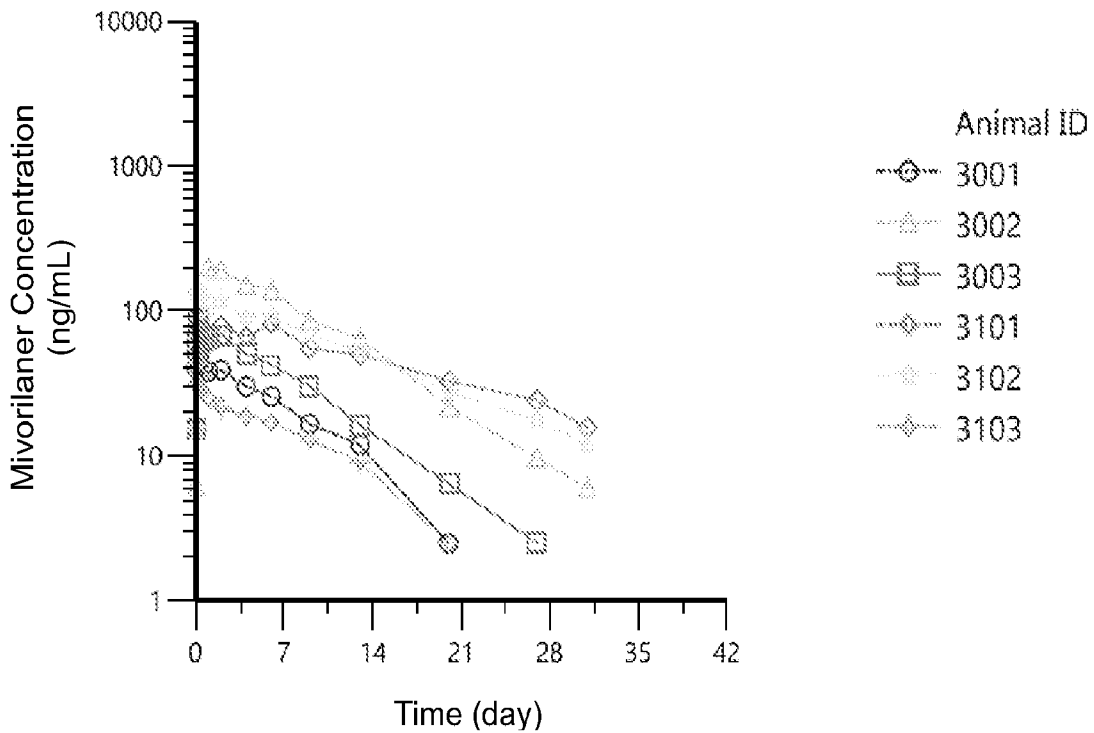 Mivorilaner Concentration
(ng/mL)
10000
1000
100
10
1
0 7 14 21 28 35 42
Time (day)
Animal ID
3001
3002
3003
3101
3102
3103